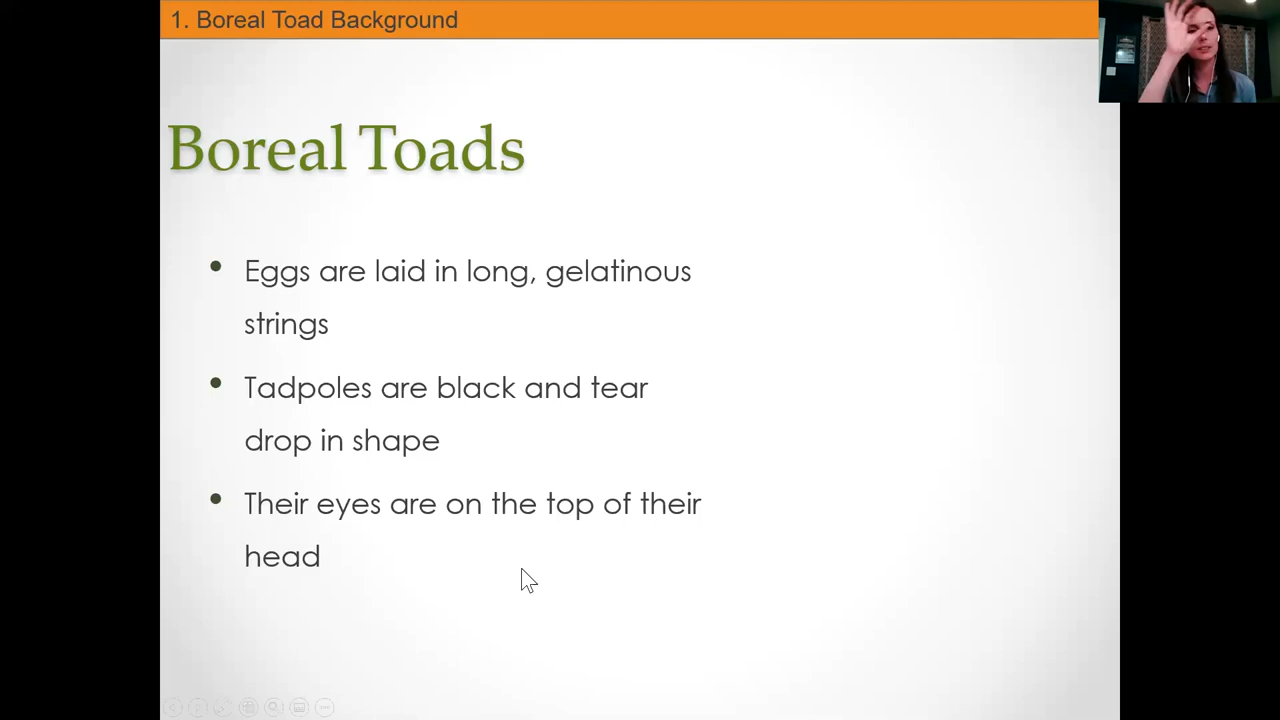 1. Boreal Toad Background
Boreal Toads
• Eggs are laid in long, gelatinous
strings
• Tadpoles are black and tear
drop in shape
• Their eyes are on the top of their
head